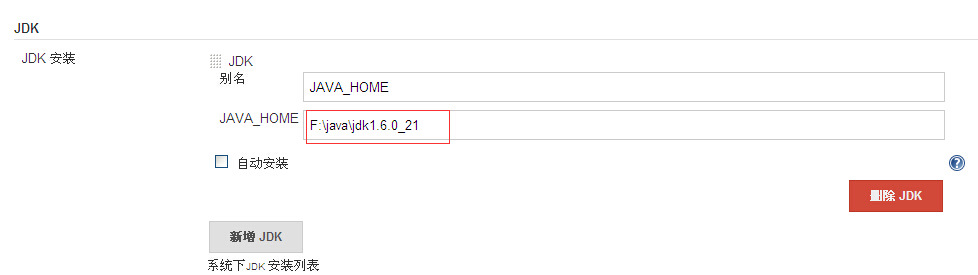 JDK
JDK 安装
JDK
别名
JAVA_HOME
JAVA_HOME
F:\java\jdk1.6.0_21
自动安装
?
删除 JDK
新增 JDK
系统下JDK 安装列表